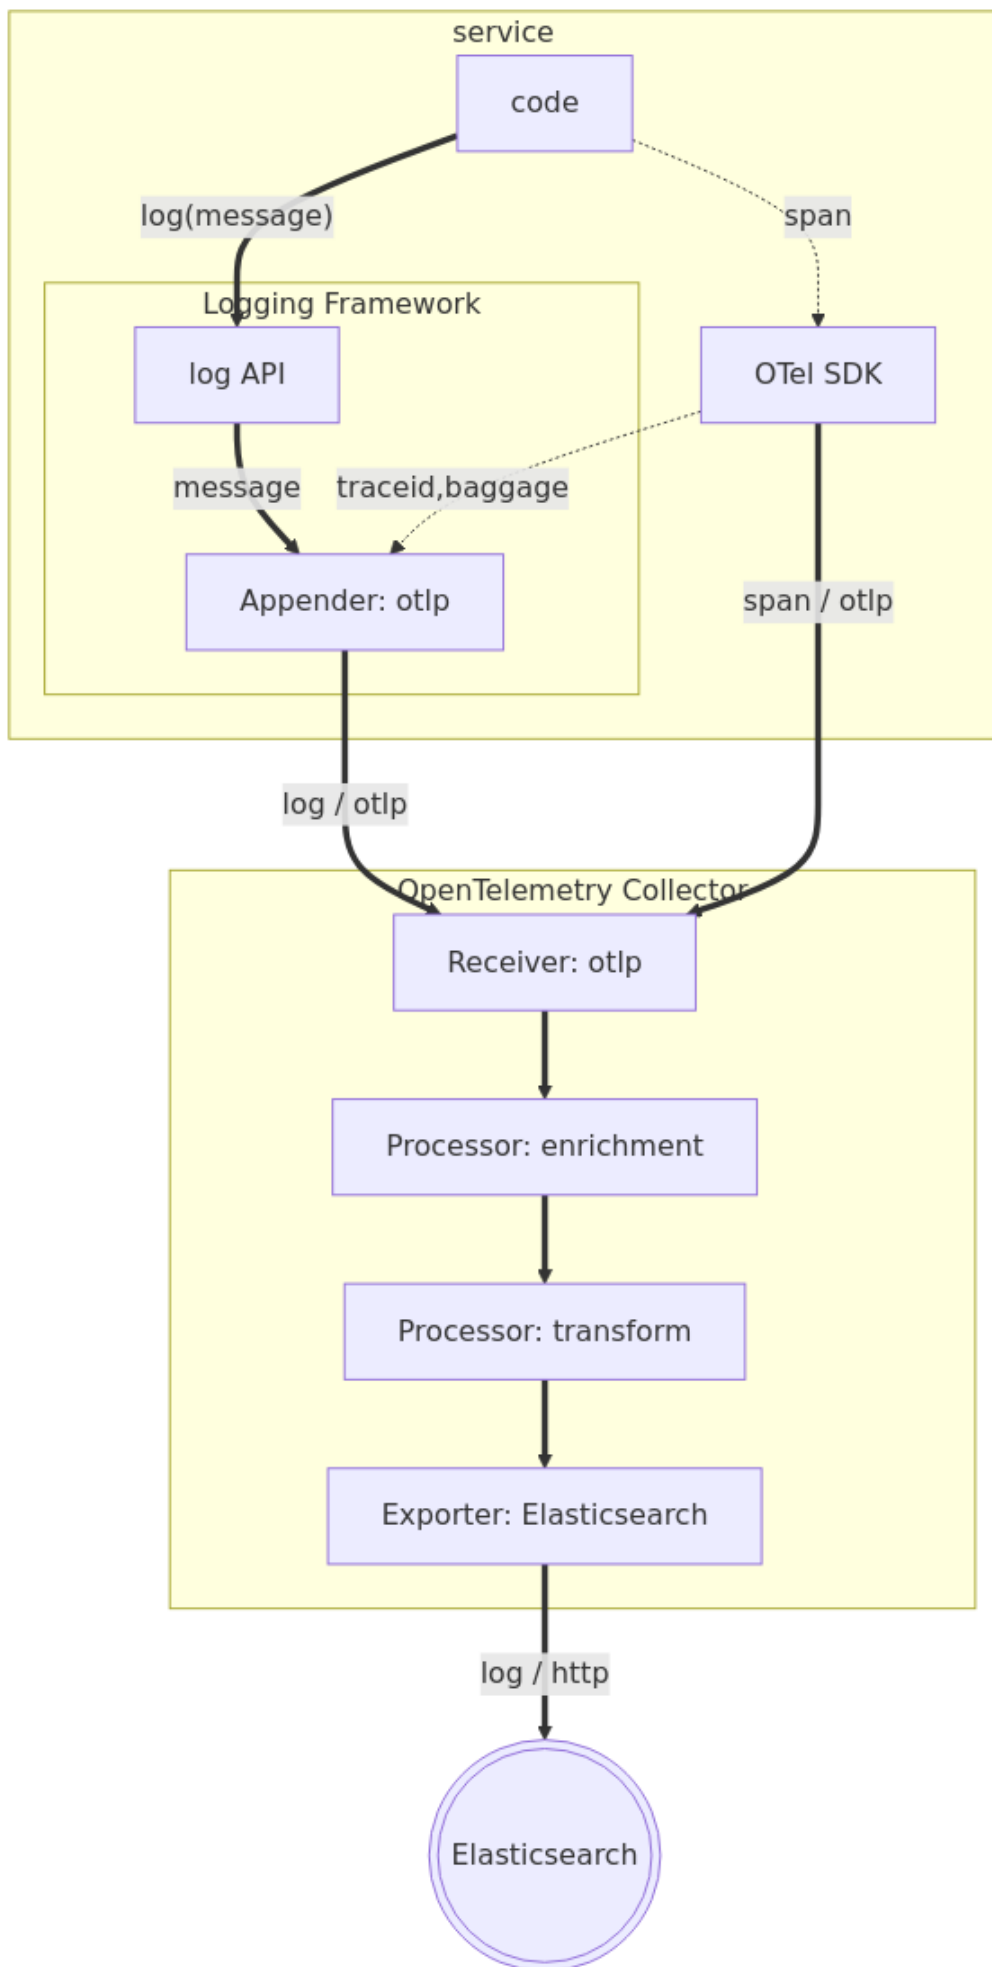 service
code
log(message)
span
Logging Framework
log API
OTel SDK
message
traceid,baggage
Appender: otlp
span / otlp
log / otlp
OpenTelemetry Collector
Receiver: otlp
Processor: enrichment
Processor: transform
Exporter: Elasticsearch
log / http
Elasticsearch